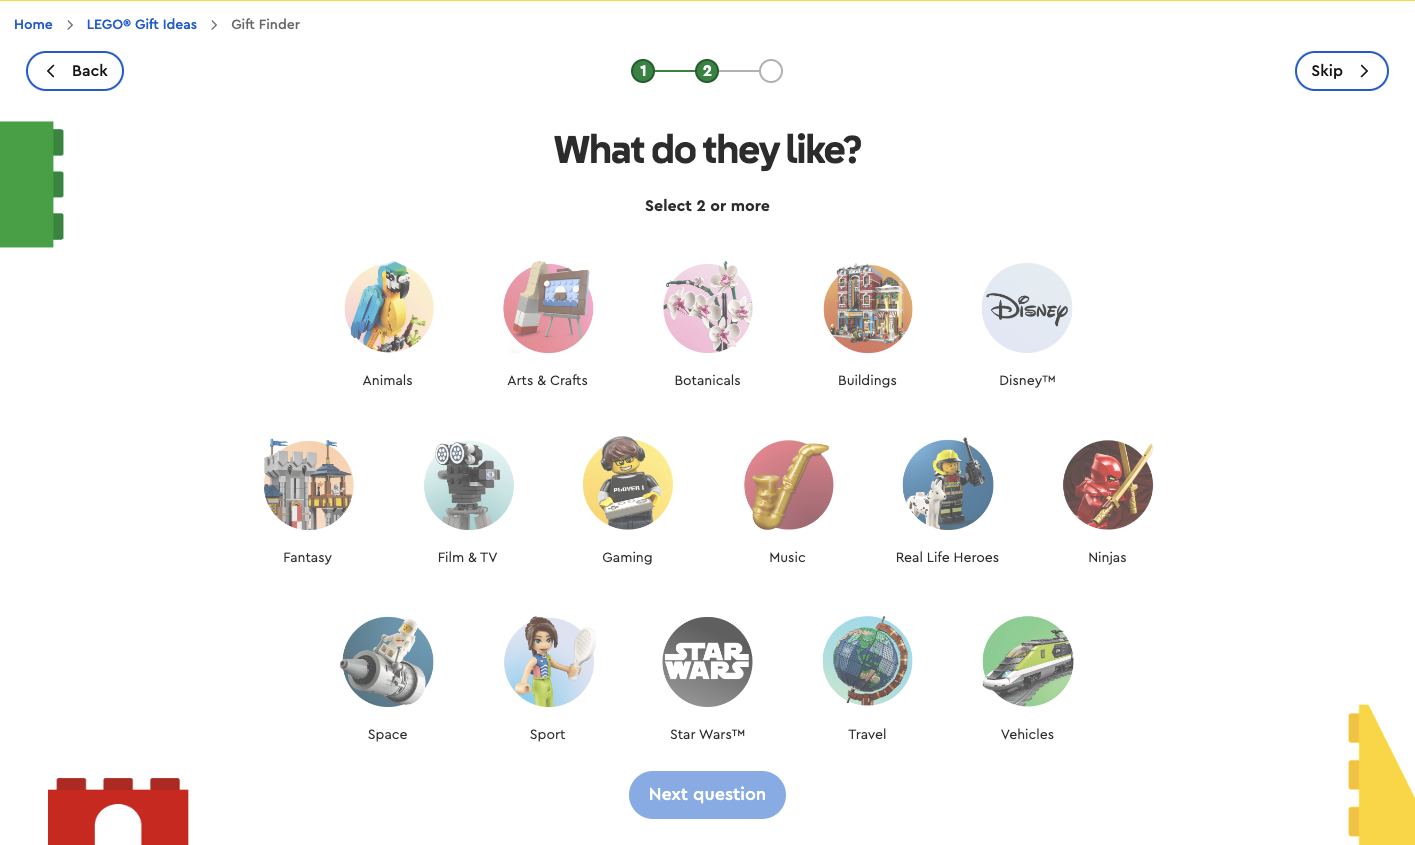 Home > LEGO® Gift Ideas > Gift Finder
Back
1 2
Skip
What do they like?
Select 2 or more
DISNEY
Animals Arts & Crafts Botanicals Buildings Disney™
Fantasy Film & TV Gaming Music Real Life Heroes Ninjas
STAR
WARS
Space Sport Star Wars™ Travel Vehicles
Next question